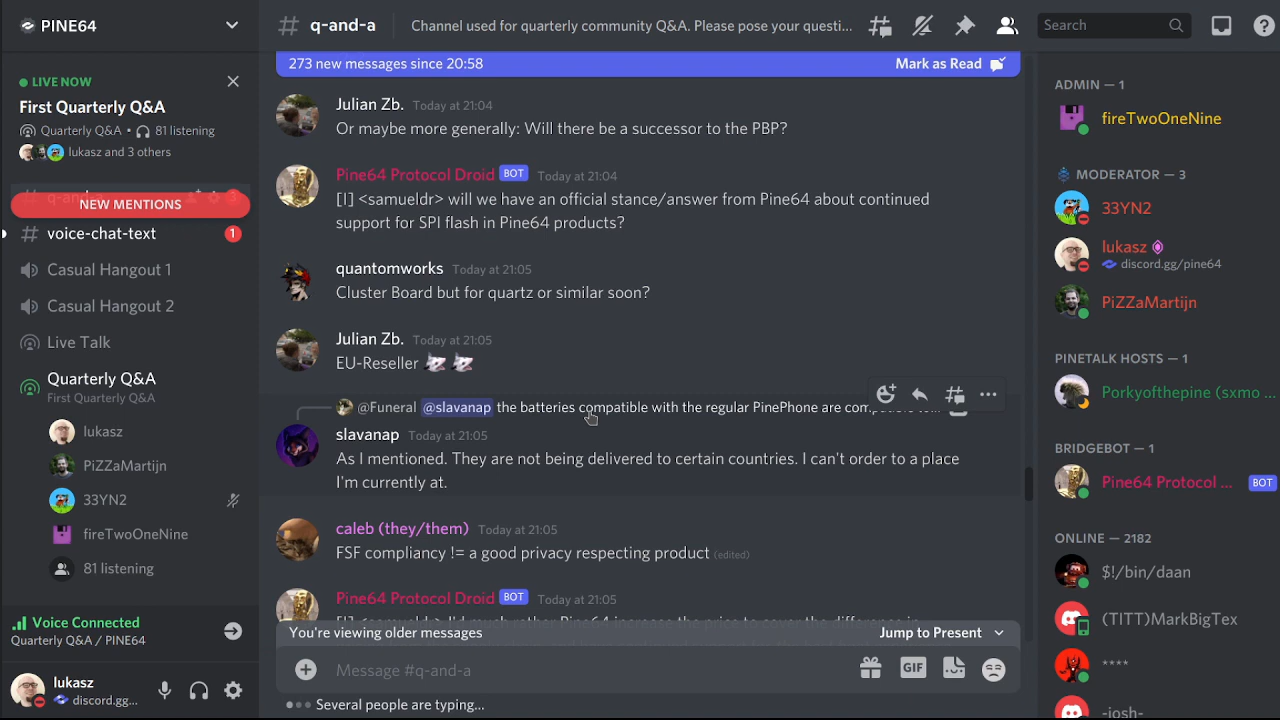 PINE64
LIVE NOW
First Quarterly Q&A
Quarterly Q&A • 81 listening
lukasz and 3 others
NEW MENTIONS
# voice-chat-text 1
Casual Hangout 1
Casual Hangout 2
Live Talk
Quarterly Q&A
First Quarterly Q&A
lukasz
PiZZaMartijn
33YN2
fireTwoOneNine
81 listening
Voice Connected
Quarterly Q&A / PINE64
lukasz
discord.gg...
# q-and-a
Channel used for quarterly community Q&A. Please pose your questi...
Search
273 new messages since 20:58
Mark as Read
Julian Zb. Today at 21:04
Or maybe more generally: Will there be a successor to the PBP?
Pine64 Protocol Droid BOT Today at 21:04
[I] <samueldr> will we have an official stance/answer from Pine64 about continued
support for SPI flash in Pine64 products?
quantomworks Today at 21:05
Cluster Board but for quartz or similar soon?
Julian Zb. Today at 21:05
EU-Reseller
@Funeral @slavanap the batteries compatible with the regular PinePhone are
slavanap Today at 21:05
As I mentioned. They are not being delivered to certain countries. I can't order to a place
I'm currently at.
caleb (they/them) Today at 21:05
FSF compliancy != a good privacy respecting product (edited)
Pine64 Protocol Droid BOT Today at 21:05
You're viewing older messages
Jump to Present
Message #q-and-a
GIF
Several people are typing...
ADMIN — 1
fireTwoOneNine
MODERATOR — 3
33YN2
lukasz
discord.gg/pine64
PiZZaMartijn
PINETALK HOSTS — 1
Porkyofthepine (sxmo ...
BRIDGEBOT — 1
Pine64 Protocol ... BOT
ONLINE — 2182
$!/bin/daan
(TITT)MarkBigTex
****
-josh-